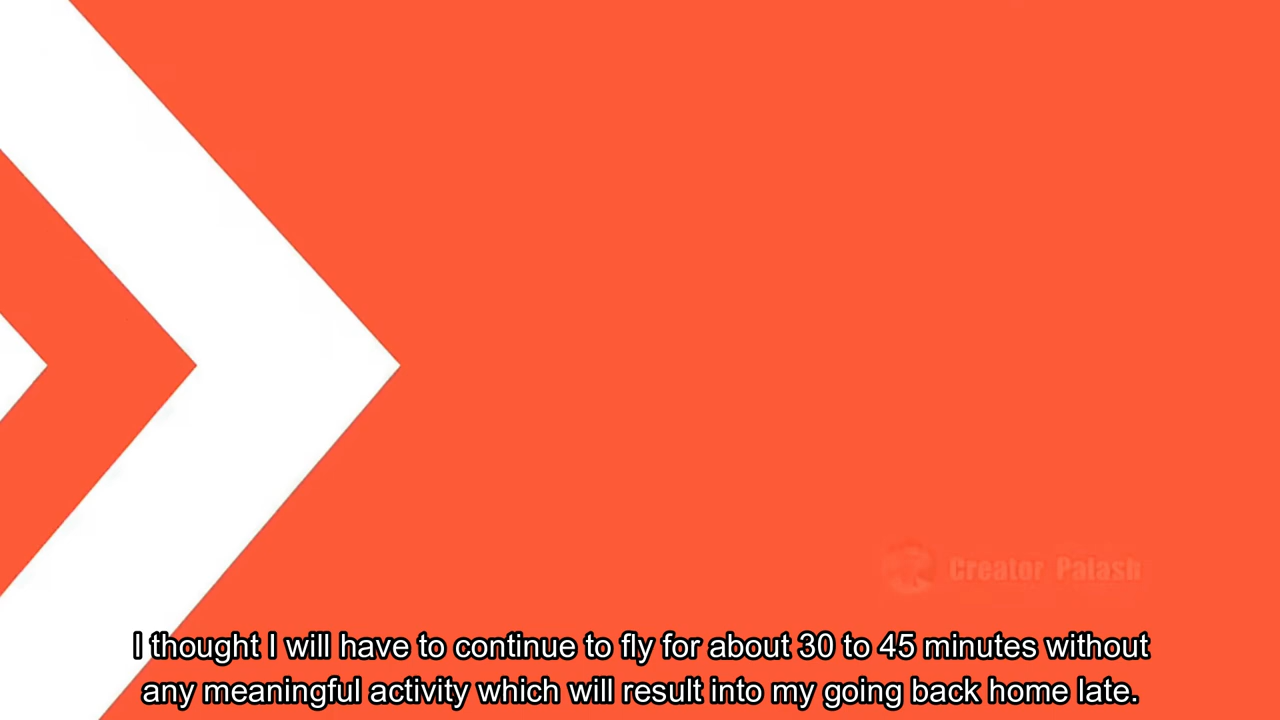 Creator Palash
I thought I will have to continue to fly for about 30 to 45 minutes without
any meaningful activity which will result into my going back home late.